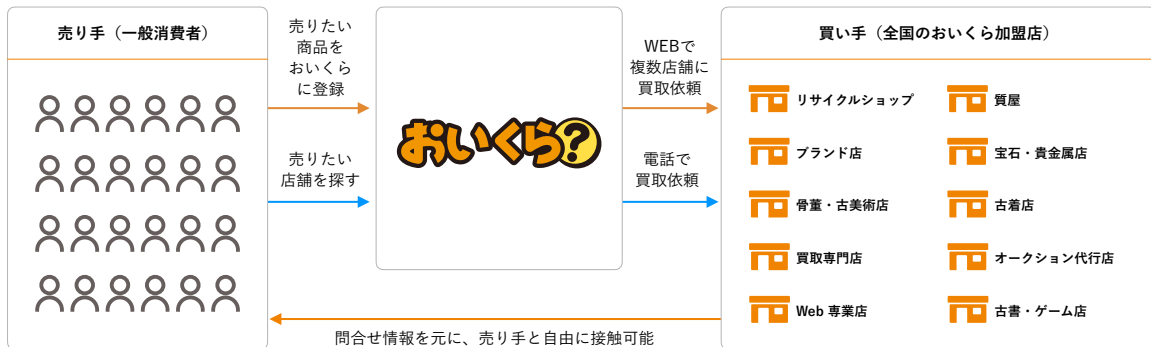 売り手（一般消費者）
売りたい
商品を
おいくら
に登録
売りたい
店舗を探す
おいくら?
WEBで
複数店舗に
買取依頼
電話で
買取依頼
買い手（全国のおいくら加盟店）
リサイクルショップ
質屋
ブランド店
宝石・貴金属店
骨董・古美術店
古着店
買取専門店
オークション代行店
Web 専業店
古書・ゲーム店
問合せ情報を元に、売り手と自由に接触可能